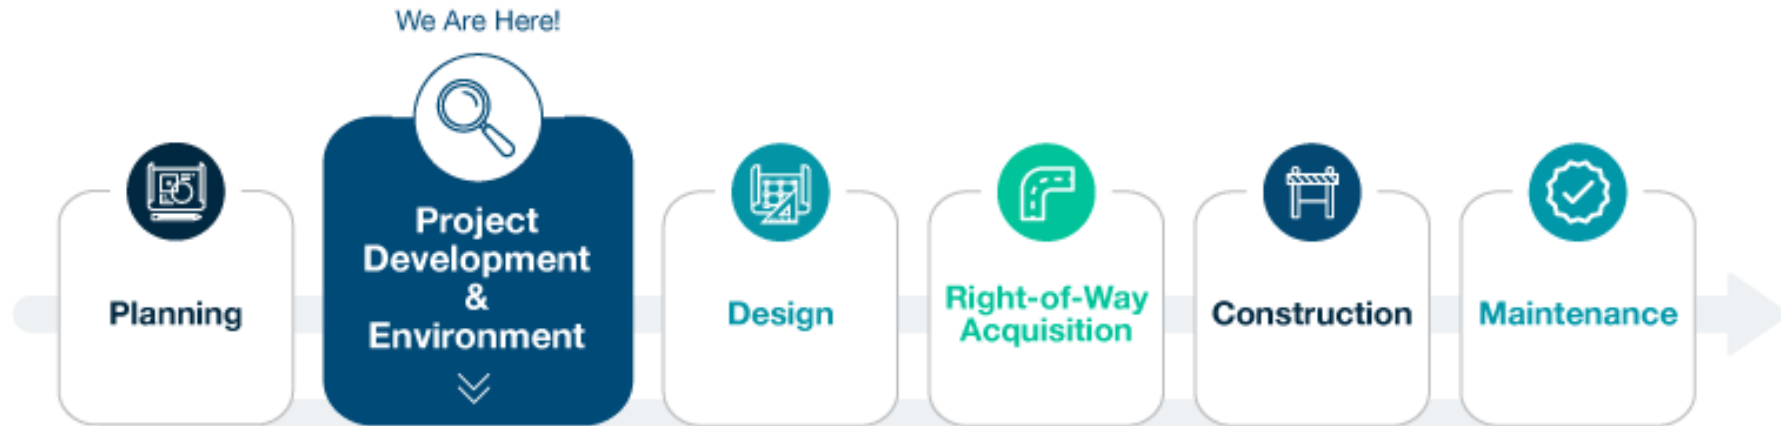 We Are Here!
Planning
Project
Development
&
Environment
Design
Right-of-Way
Acquisition
Construction
Maintenance